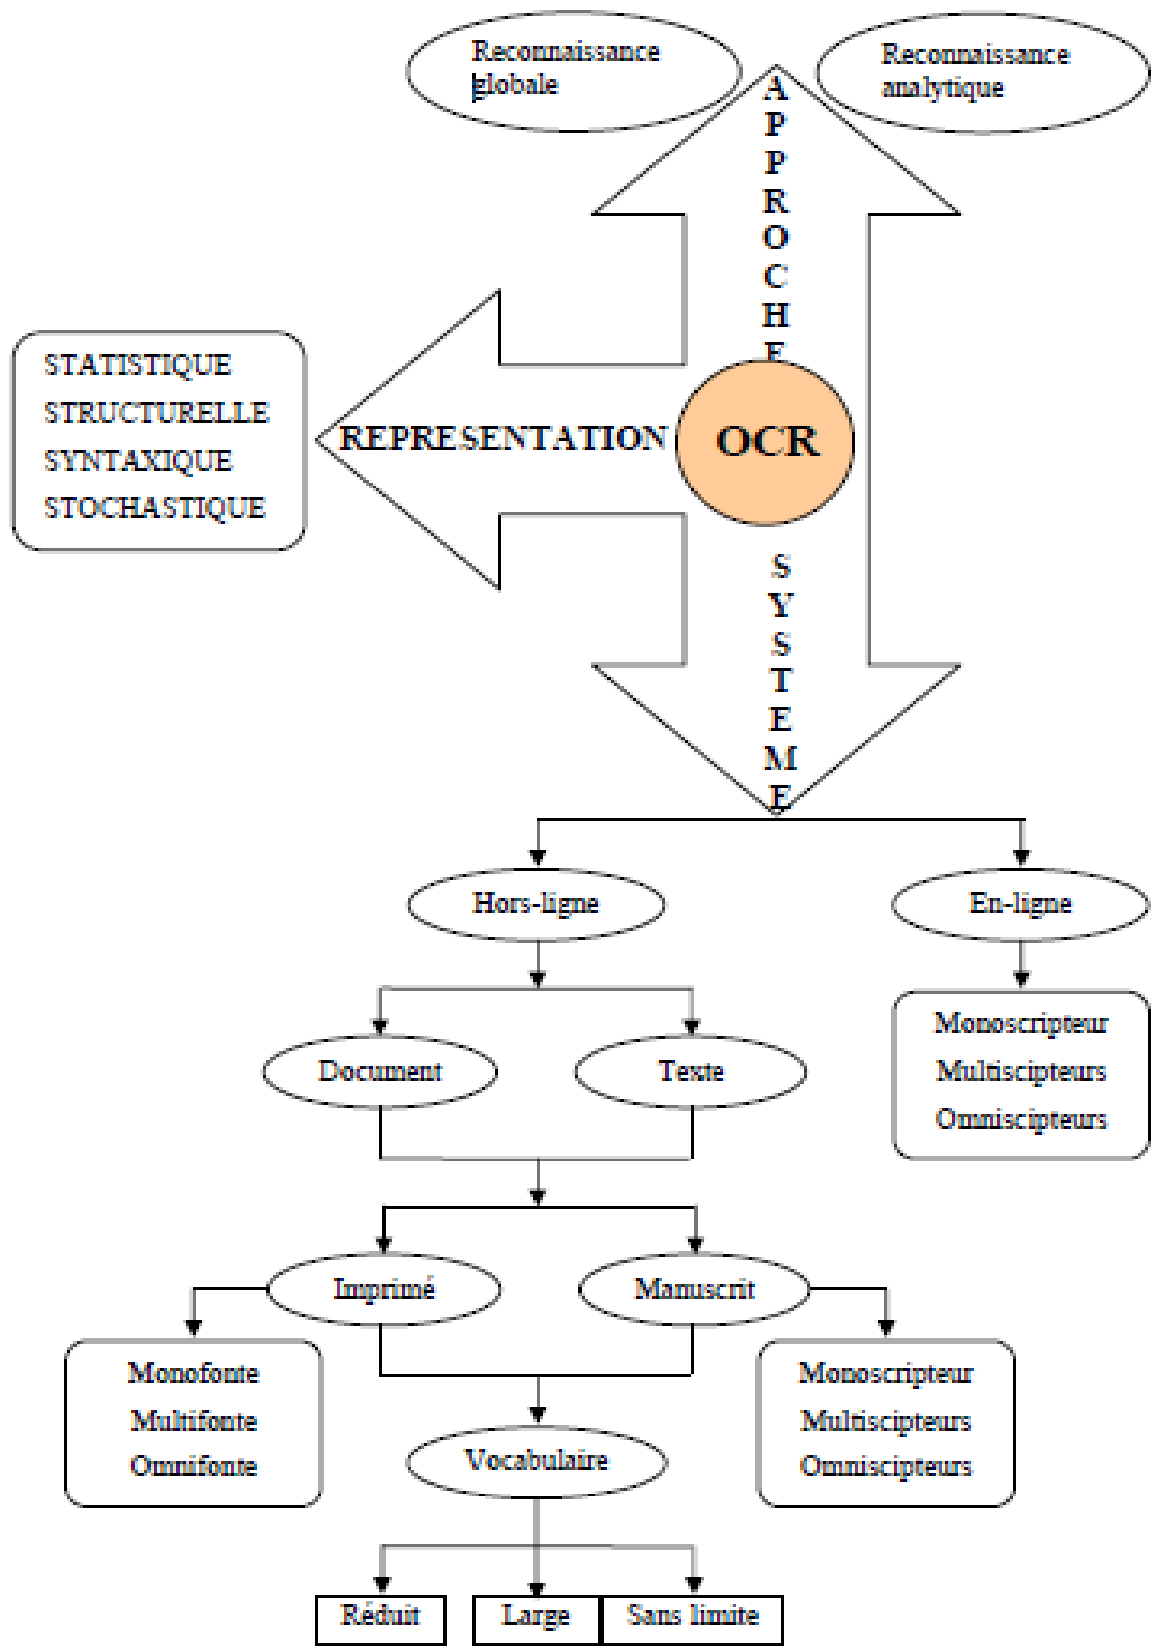 Reconnaissance
globale
Reconnaissance
analytique
APPROCHE
STATISTIQUE
STRUCTURELLE
SYNTAXIQUE
STOCHASTIQUE
REPRESENTATION
OCR
SYSTEME
Hors-ligne
En-ligne
Monoscripteur
Multiscipteurs
Omniscipteurs
Document
Texte
Imprimé
Manuscrit
Monofonte
Multifonte
Omnifonte
Monoscripteur
Multiscipteurs
Omniscipteurs
Vocabulaire
Réduit
Large
Sans limite